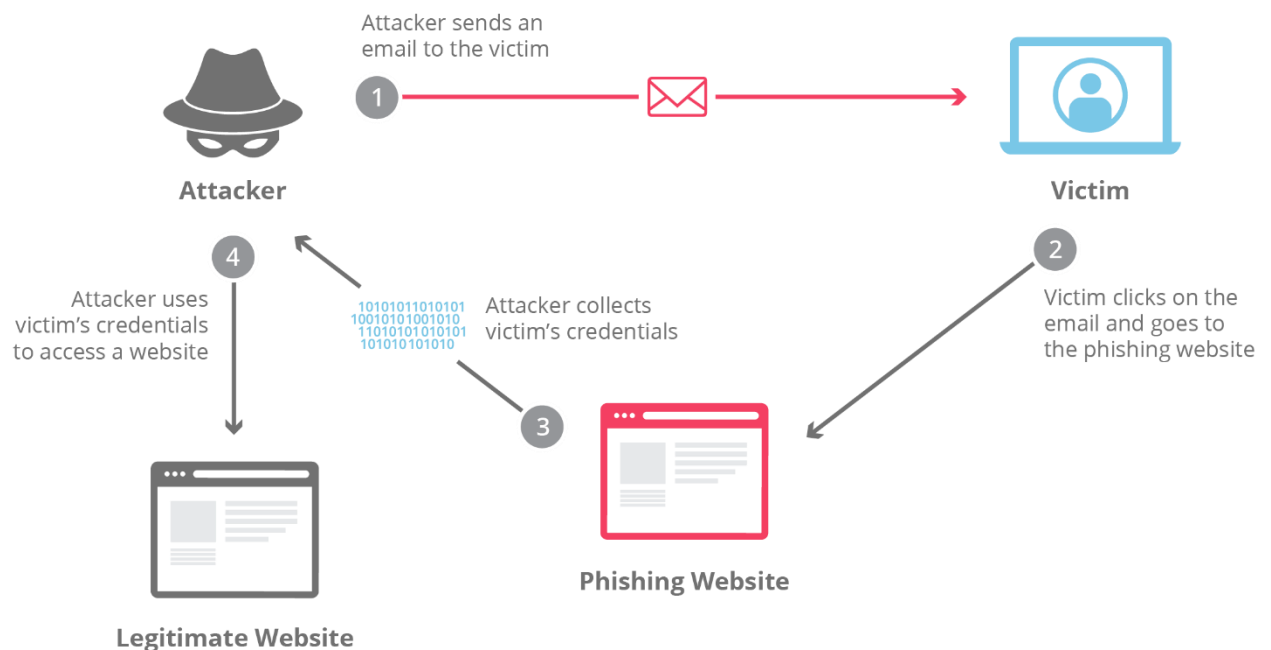 Attacker sends an
email to the victim
1
Attacker
Victim
4
2
Attacker uses
victim's credentials
to access a website
10101011010101
10010101001010
11010101010101
101010101010
Attacker collects
victim's credentials
Victim clicks on the
email and goes to
the phishing website
3
Phishing Website
Legitimate Website